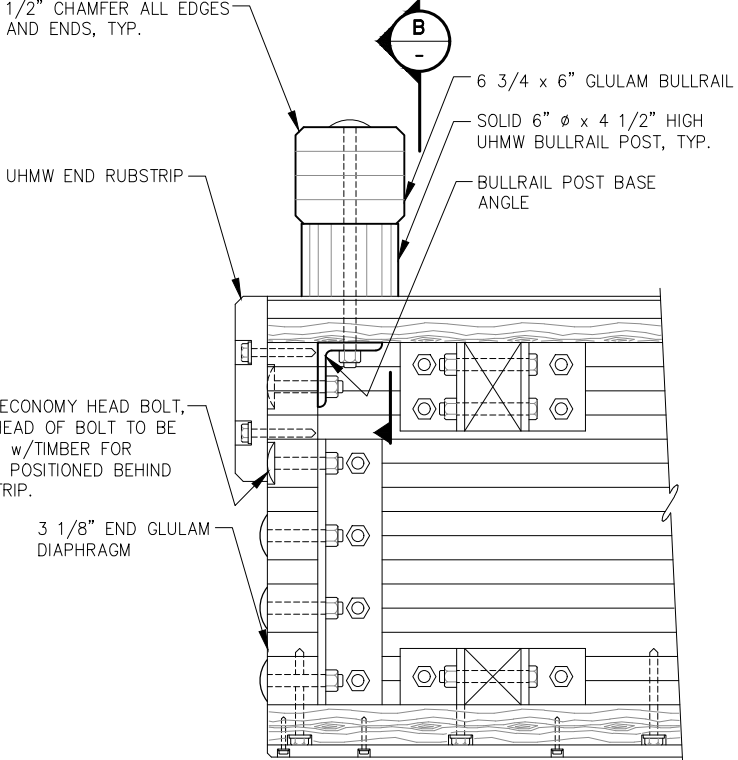 1/2" CHAMFER ALL EDGES
AND ENDS, TYP.
B
-
6 3/4 x 6" GLULAM BULLRAIL
SOLID 6" ø x 4 1/2" HIGH
UHMW BULLRAIL POST, TYP.
UHMW END RUBSTRIP
BULLRAIL POST BASE
ANGLE
ECONOMY HEAD BOLT,
HEAD OF BOLT TO BE
w/TIMBER FOR
POSITIONED BEHIND
3 1/8" END GLULAM
DIAPHRAGM